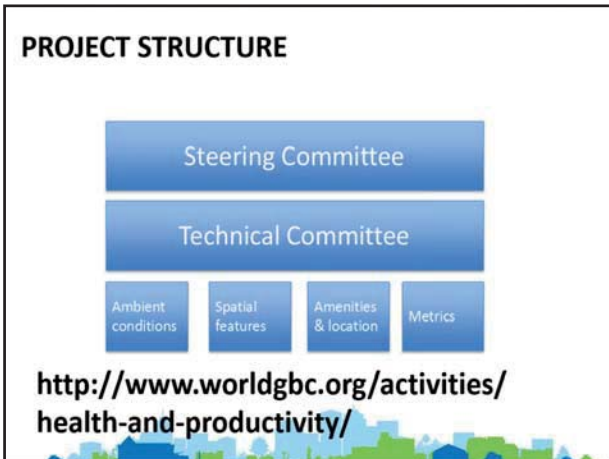 PROJECT STRUCTURE
Steering Committee
Technical Committee
Ambient
conditions
Spatial
features
Amenities
& location
Metrics
http://www.worldgbc.org/activities/
health-and-productivity/